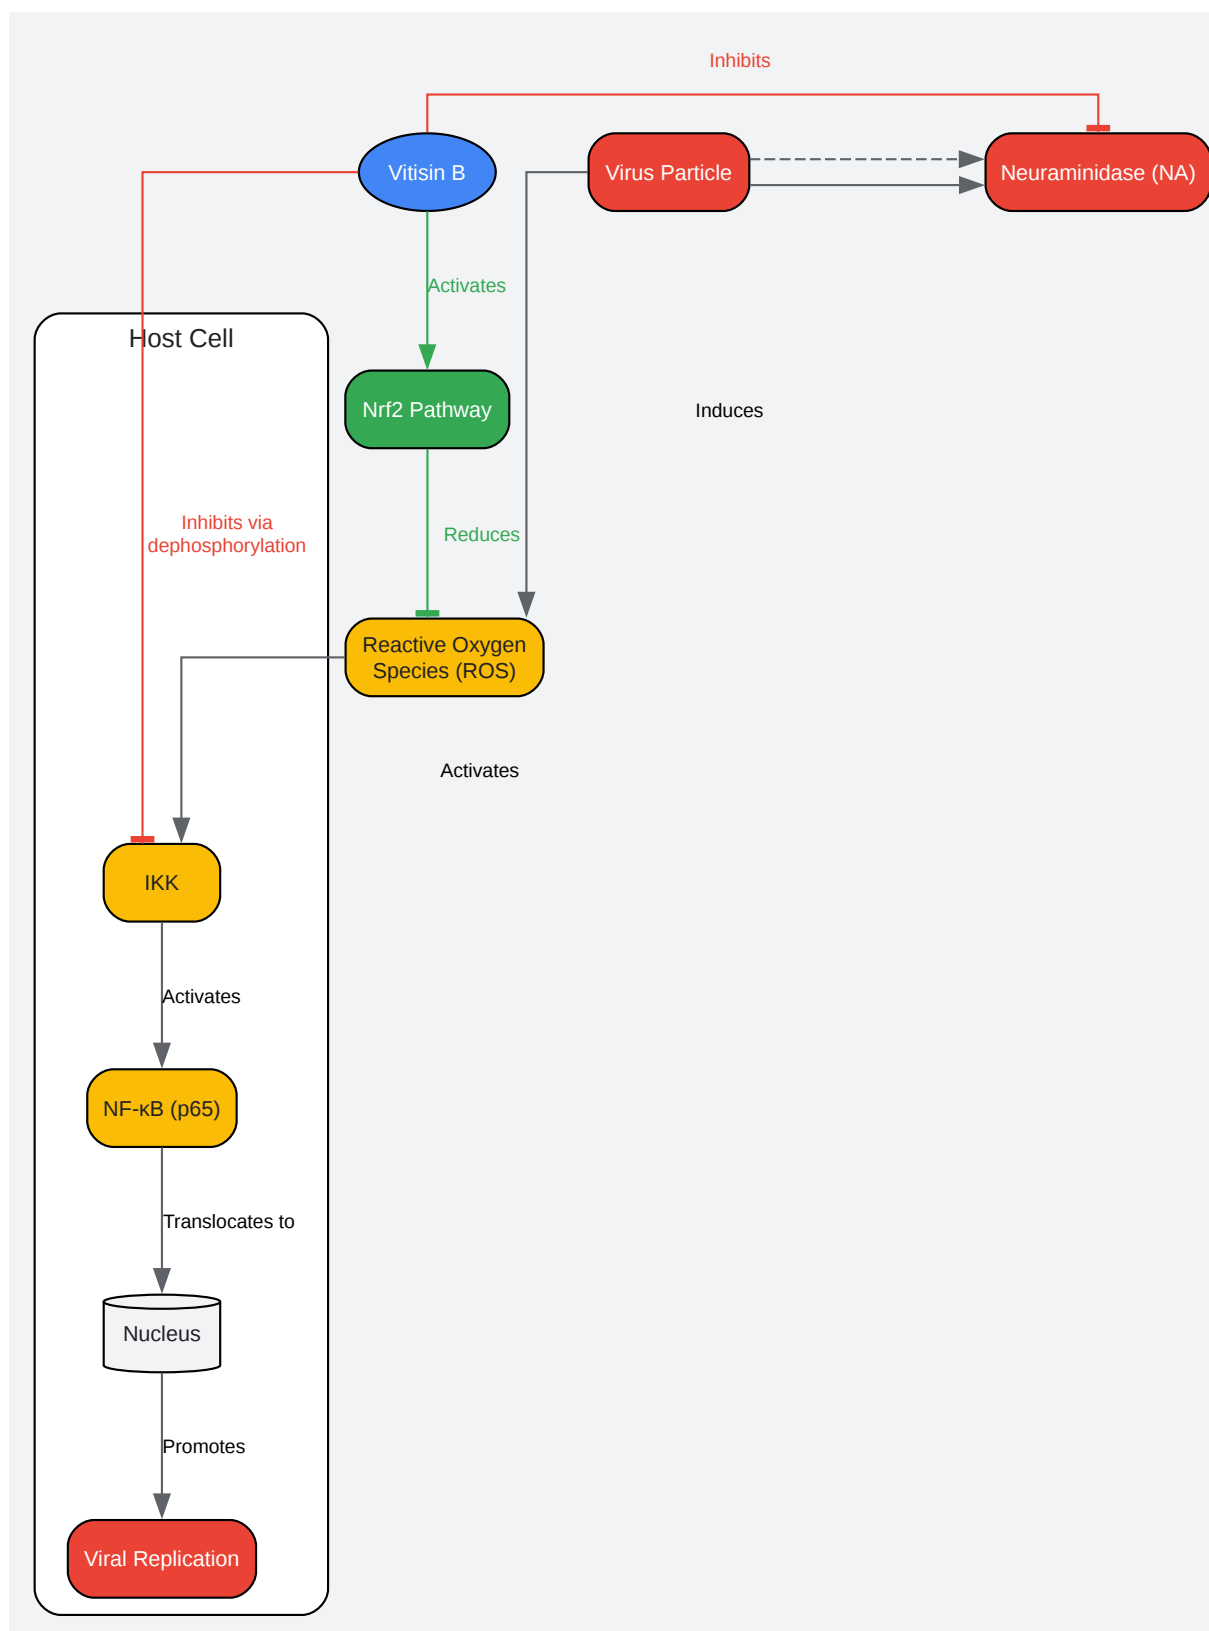 Inhibits
Vitisin B
Virus Particle
Neuraminidase (NA)
Activates
Host Cell
Nrf2 Pathway
Induces
Inhibits via
dephosphorylation
Reduces
Reactive Oxygen
Species (ROS)
Activates
IKK
Activates
NF-κB (p65)
Translocates to
Nucleus
Promotes
Viral Replication